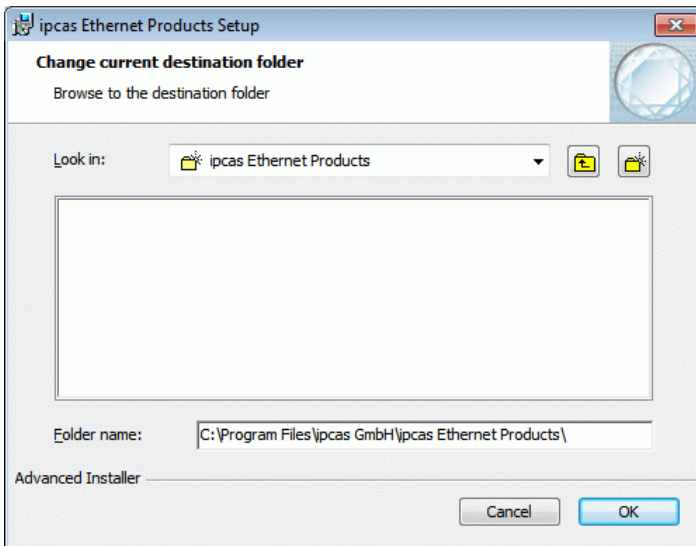 ipcas Ethernet Products Setup
Change current destination folder
Browse to the destination folder
Look in: ipcas Ethernet Products
Folder name: C:\Program Files\ipcas GmbH\ipcas Ethernet Products\
Advanced Installer
Cancel OK